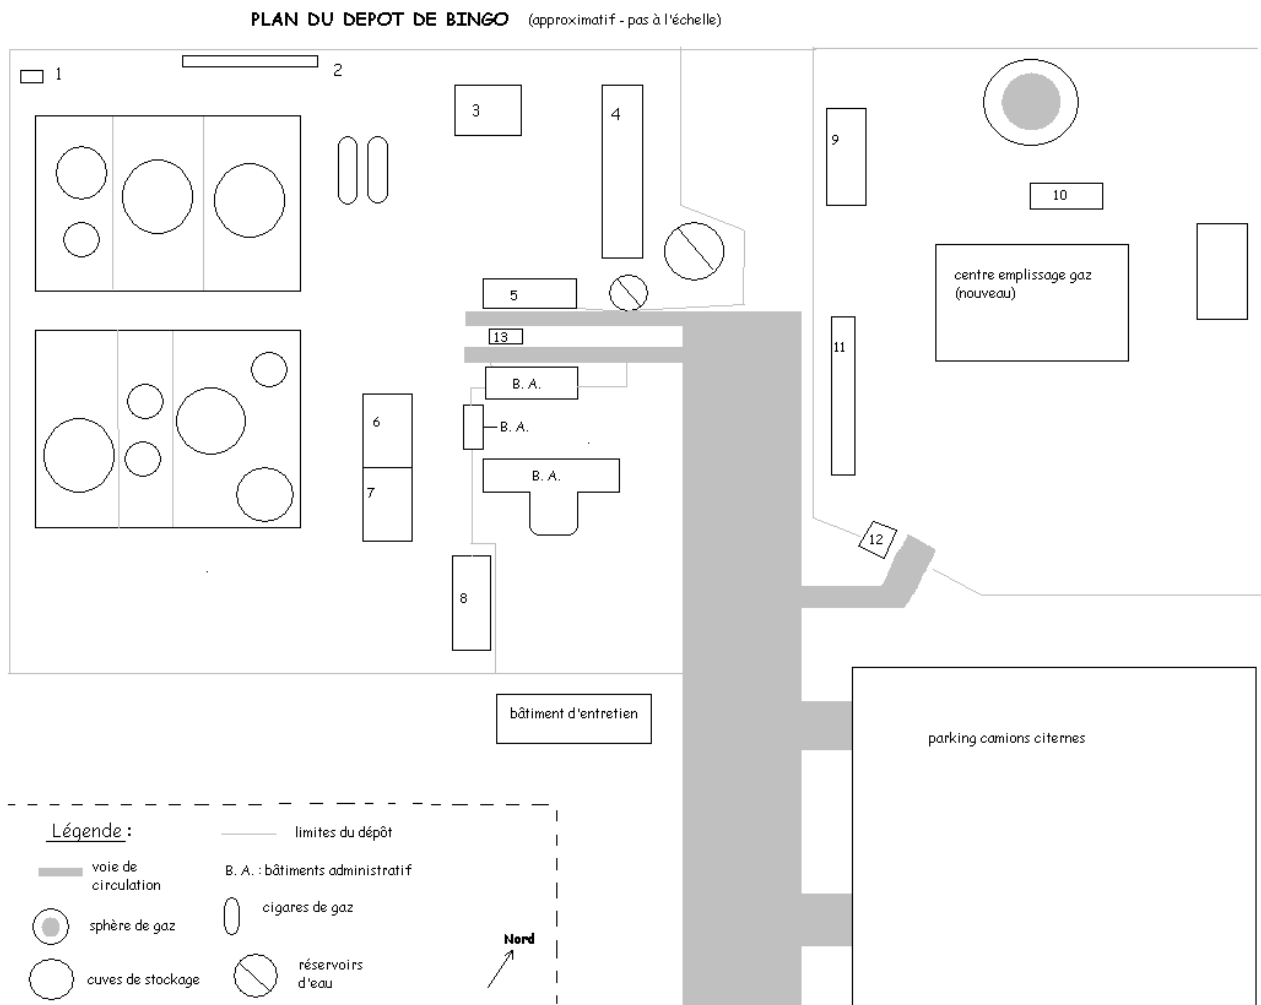 PLAN DU DEPOT DE BINGO (approximatif - pas à l'échelle)
1
2
3
4
9
10
centre emplissage gaz
(nouveau)
5
13
11
B. A.
6
B. A.
7
B. A.
12
8
bâtiment d'entretien
parking camions citernes
Légende :
limites du dépôt
voie de
circulation
B. A. : bâtiments administratif
cigares de gaz
sphère de gaz
Nord
cuves de stockage
réservoirs
d'eau